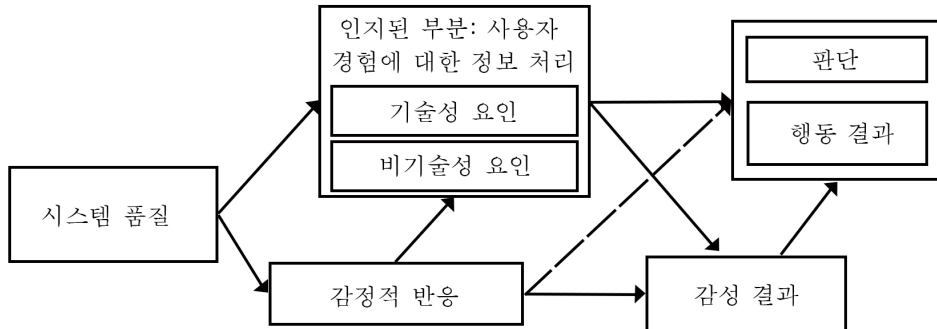 인지된 부분: 사용자
경험에 대한 정보 처리
기술성 요인
비기술성 요인
판단
행동 결과
시스템 품질
감정적 반응
감성 결과